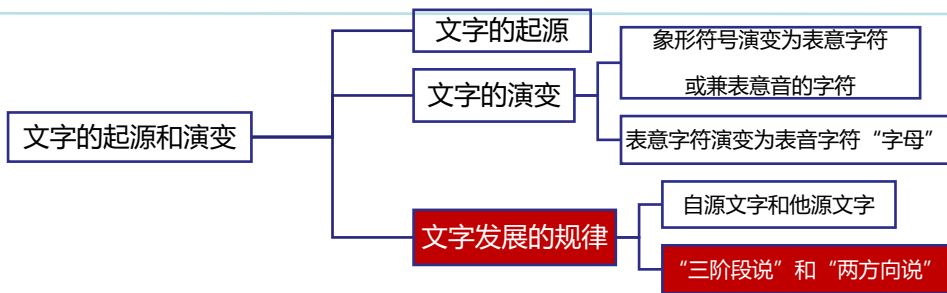 文字的起源和演变
文字的起源
文字的演变
象形符号演变为表意字符
或兼表意音的字符
表意字符演变为表音字符“字母”
文字发展的规律
自源文字和他源文字
“三阶段说”和“两方向说”